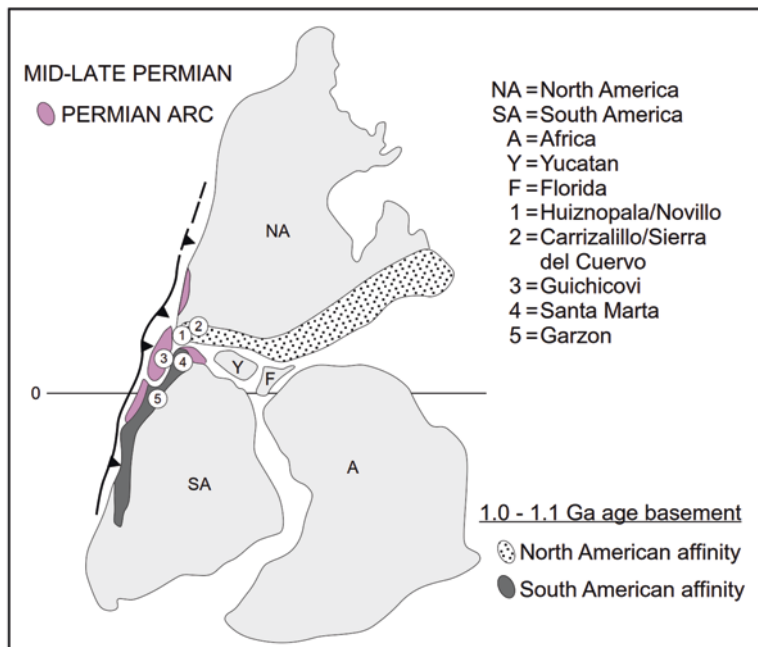 MID-LATE PERMIAN
PERMIAN ARC
NA = North America
SA = South America
A = Africa
Y = Yucatan
F = Florida
1 = Huiznopala/Novillo
2 = Carrizalillo/Sierra
del Cuervo
3 = Guichicovi
4 = Santa Marta
5 = Garzon
NA
1
2
3
4
Y
F
0
5
SA
A
1.0 - 1.1 Ga age basement
North American affinity
South American affinity